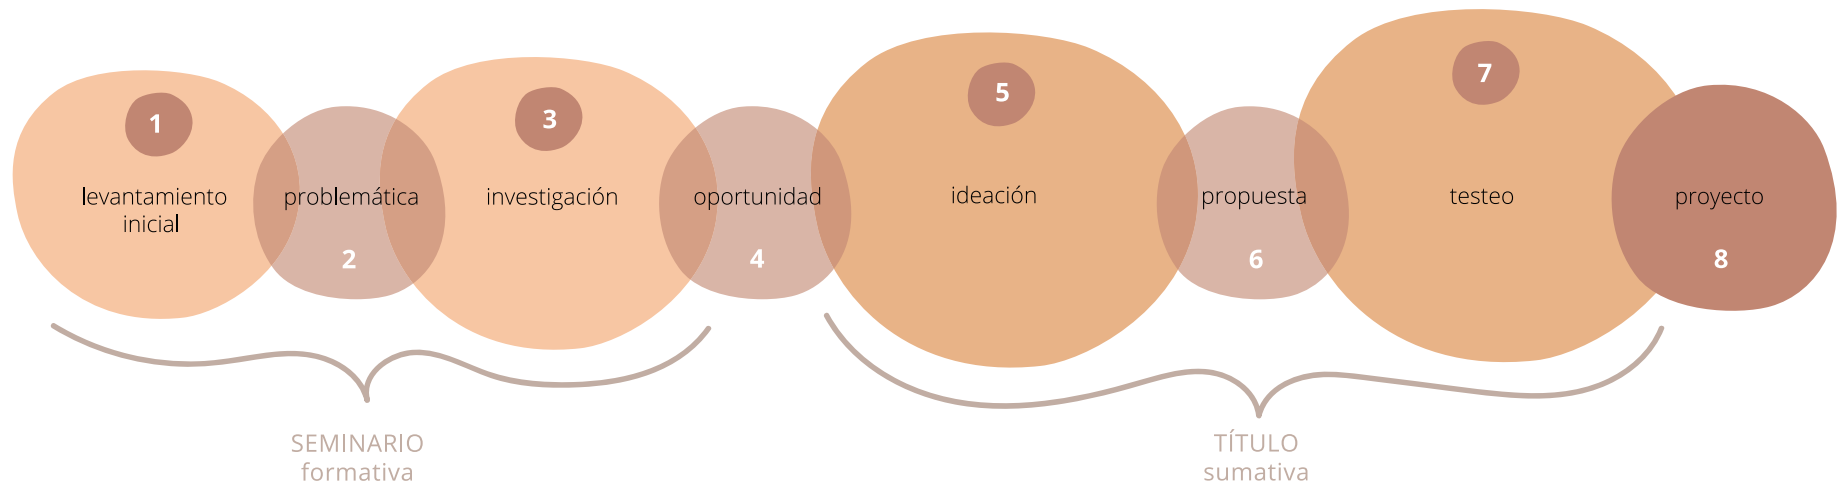 1
levantamiento
inicial
problemática
2
3
investigación
oportunidad
4
5
ideación
propuesta
6
7
testeo
proyecto
8
SEMINARIO
formativa
TÍTULO
sumativa